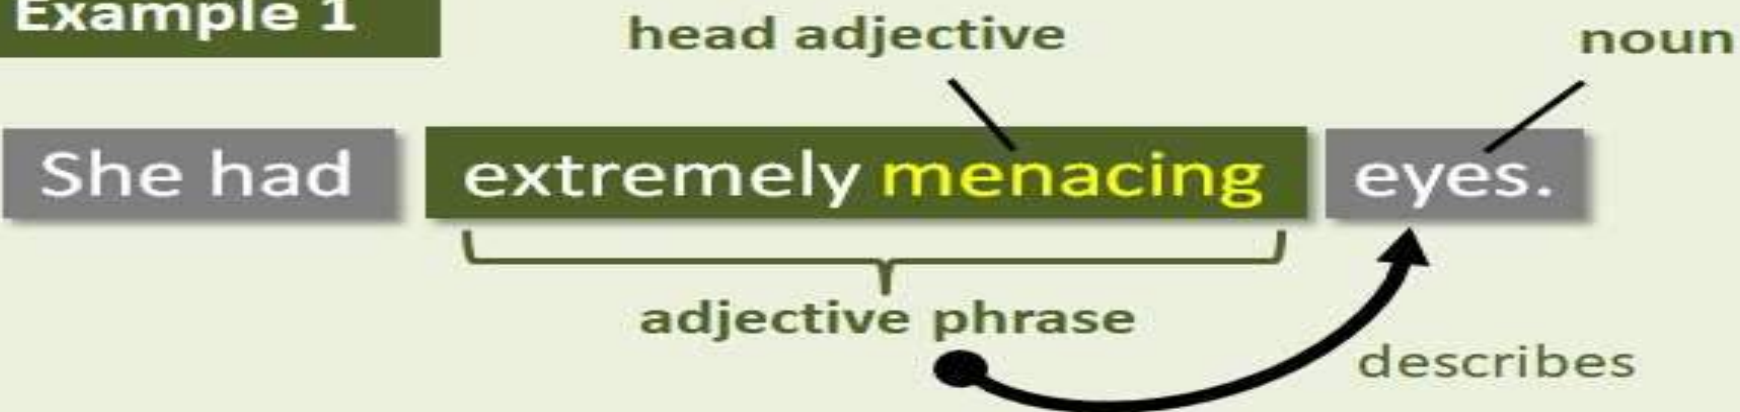 Example 1
head adjective noun
She had extremely menacing eyes.
adjective phrase
describes